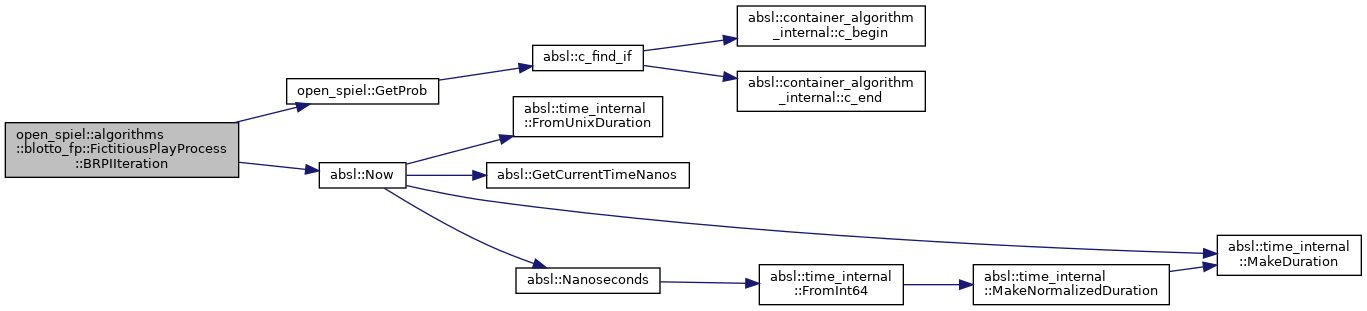 absl::container_algorithm
_internal::c_begin
absl::c_find_if
absl::container_algorithm
_internal::c_end
open_spiel::GetProb
absl::time_internal
::FromUnixDuration
open_spiel::algorithms
::blotto_fp::FictitiousPlayProcess
::BRPIIteration
absl::Now
absl::GetCurrentTimeNanos
absl::time_internal
::MakeDuration
absl::Nanoseconds
absl::time_internal
::FromInt64
absl::time_internal
::MakeNormalizedDuration